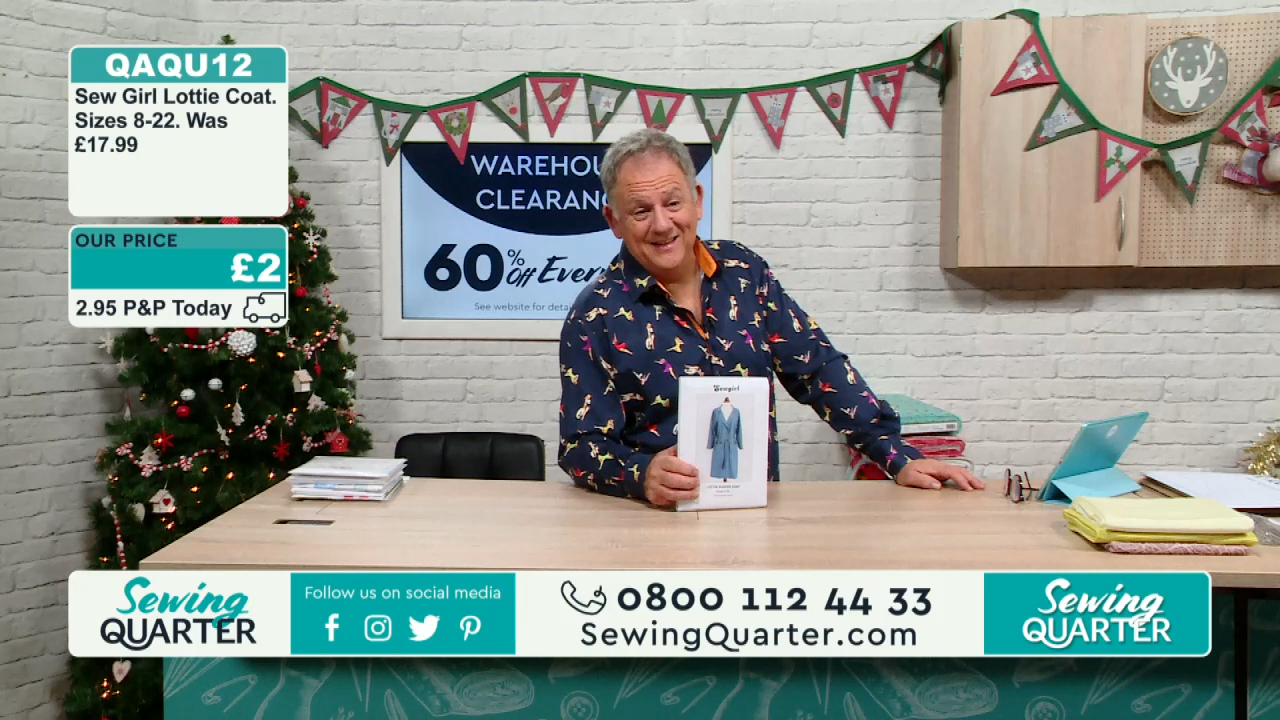 QAQU12
Sew Girl Lottie Coat.
Sizes 8-22. Was
£17.99
OUR PRICE
£2
2.95 P&P Today
WAREHOU
CLEARANC
60% Off Ever
See website for detai
Sewgirl
Sewing
QUARTER
Follow us on social media
0800 112 44 33
SewingQuarter.com
Sewing
QUARTER